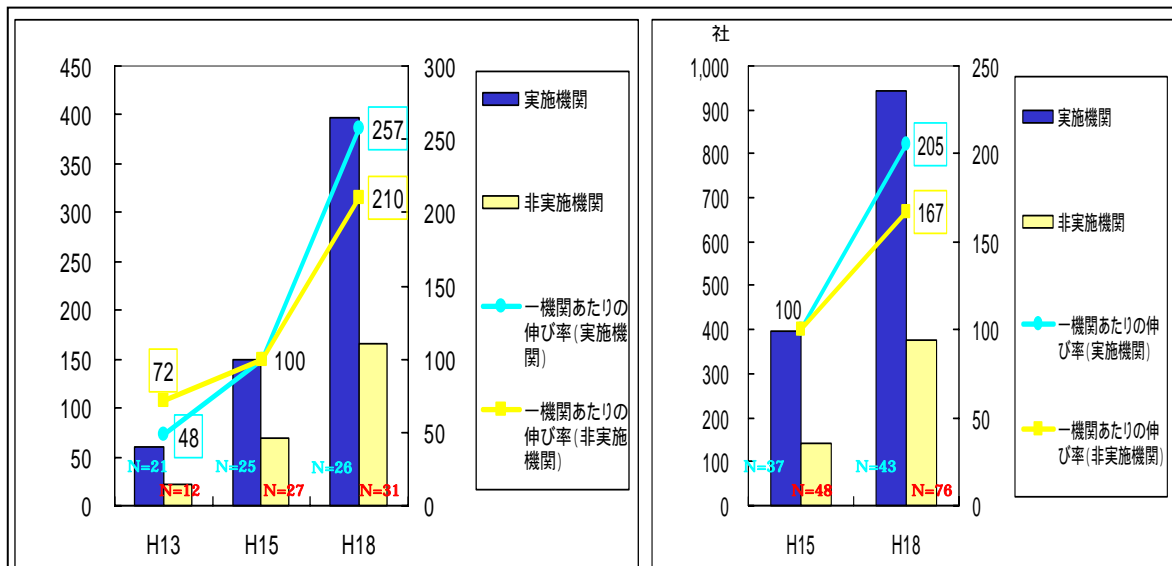 450
400
350
300
250
200
150
100
50
0
300
250
200
150
100
50
0
257
210
72
48
100
N=21
N=12
N=25
N=27
N=26
N=31
H13
H15
H18
実施機関
非実施機関
一機関あたりの
伸び率(実施機
関)
一機関あたりの
伸び率(非実施
機関)
社
1,000
900
800
700
600
500
400
300
200
100
0
250
200
150
100
50
0
205
167
100
N=37
N=48
N=43
N=76
H15
H18
実施機関
非実施機関
一機関あたりの伸
び率(実施機関)
一機関あたりの伸
び率(非実施機関)